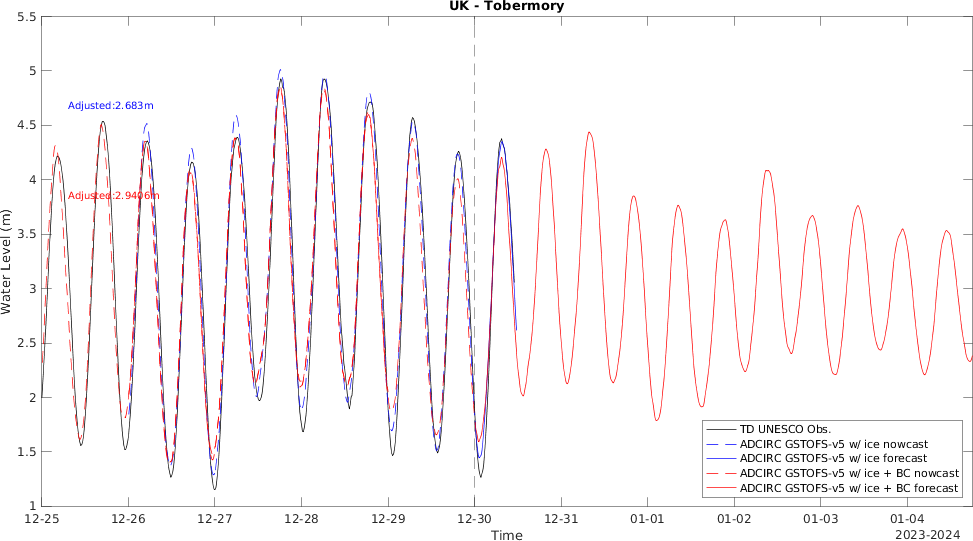 UK - Tobermory
5.5
5
4.5
4
3.5
3
2.5
2
1.5
1
Water Level (m)
Adjusted:2.683m
Adjusted:2.9406m
TD UNESCO Obs.
ADCIRC GSTOFS-v5 w/ ice nowcast
ADCIRC GSTOFS-v5 w/ ice forecast
ADCIRC GSTOFS-v5 w/ ice + BC nowcast
ADCIRC GSTOFS-v5 w/ ice + BC forecast
12-25 12-26 12-27 12-28 12-29 12-30 12-31 01-01 01-02 01-03 01-04
Time
2023-2024